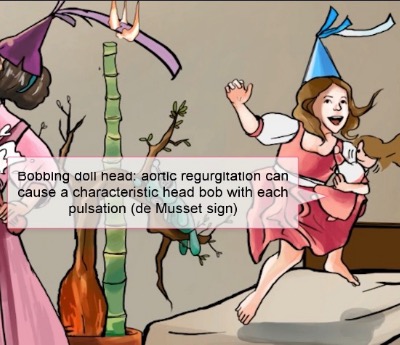 Bobbing doll head: aortic regurgitation can
cause a characteristic head bob with each
pulsation (de Musset sign)